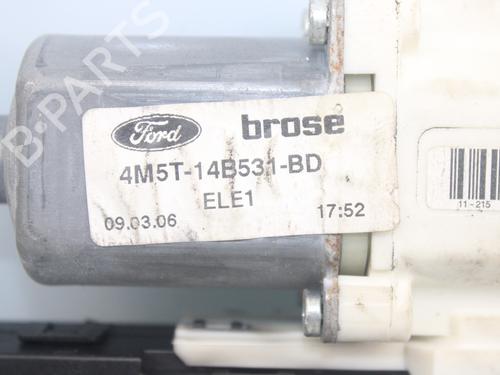 Ford brose
4M5T-14B531-BD
ELE1
09.03.06 17:52
11-215
B-PARTS